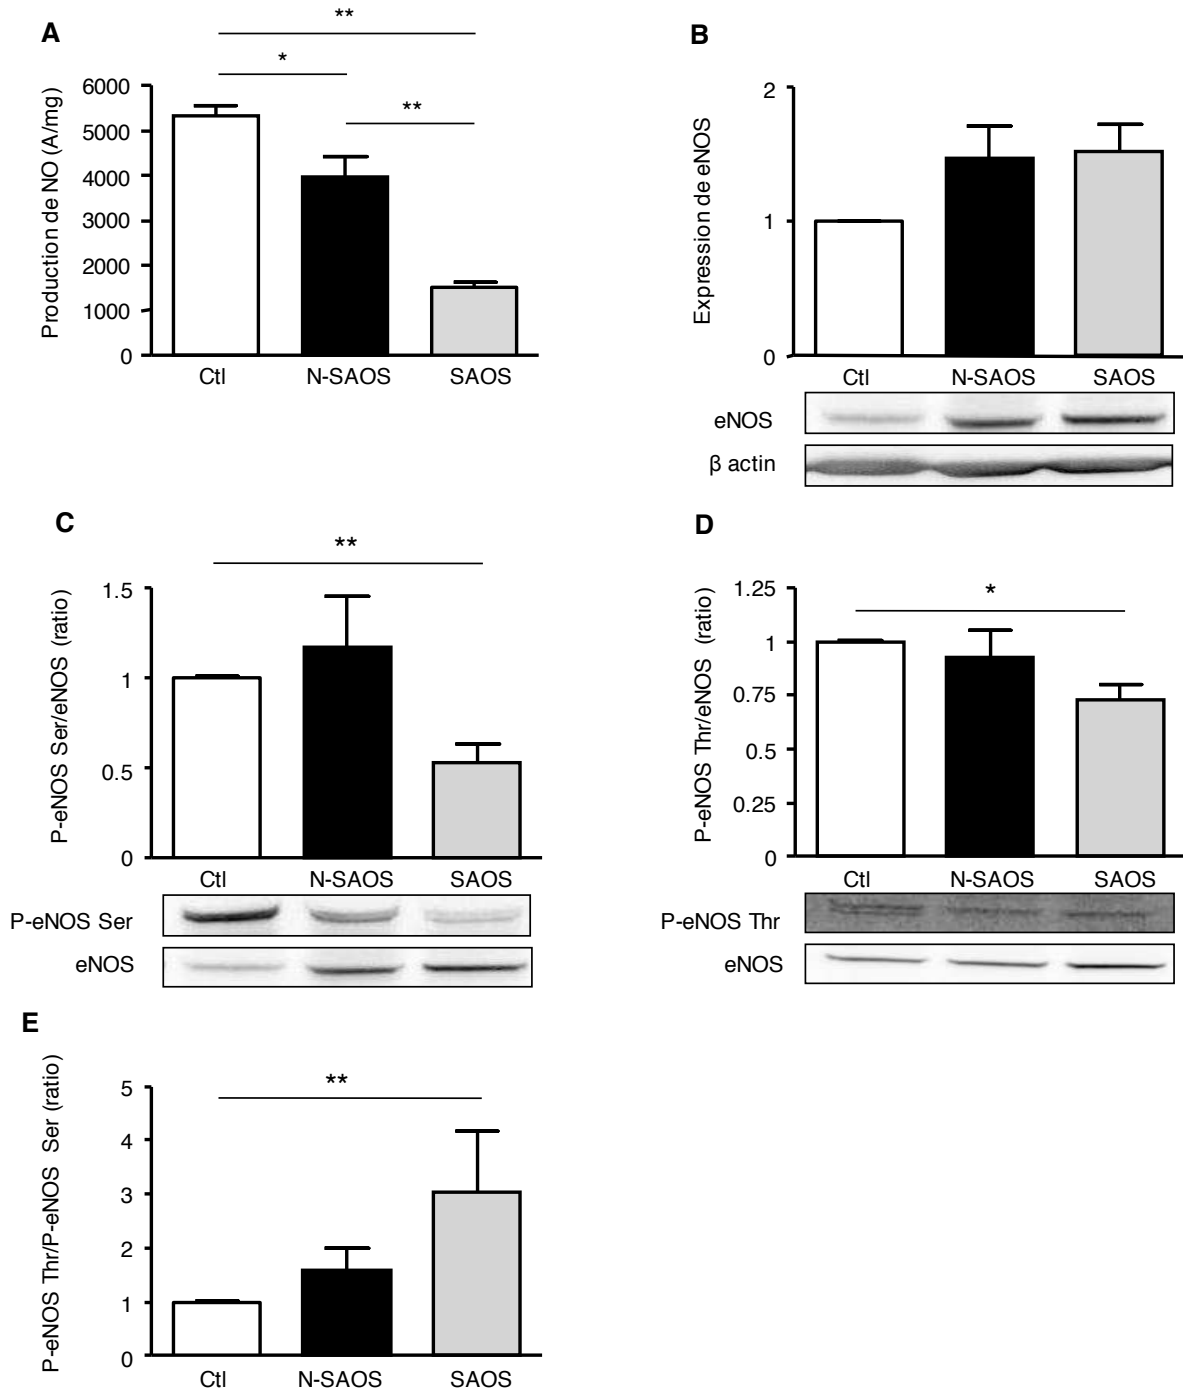 A
**
*
**
Production de NO (A/mg)
6000
5000
4000
3000
2000
1000
0
Ctl N-SAOS SAOS
B
Expression de eNOS
2
1
0
Ctl N-SAOS SAOS
eNOS
β actin
C
**
P-eNOS Ser/eNOS (ratio)
1.5
1
0.5
0
Ctl N-SAOS SAOS
P-eNOS Ser
eNOS
D
*
P-eNOS Thr/eNOS (ratio)
1.25
1
0.75
0.5
0.25
0
Ctl N-SAOS SAOS
P-eNOS Thr
eNOS
E
**
P-eNOS Thr/P-eNOS Ser (ratio)
5
4
3
2
1
0
Ctl N-SAOS SAOS